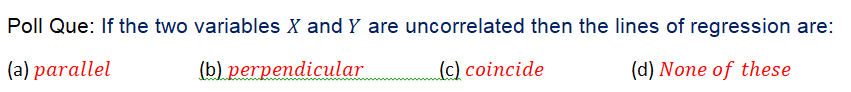 Poll Que: If the two variables X and Y are uncorrelated then the lines of regression are:
(a) parallel (b) perpendicular (c) coincide (d) None of these